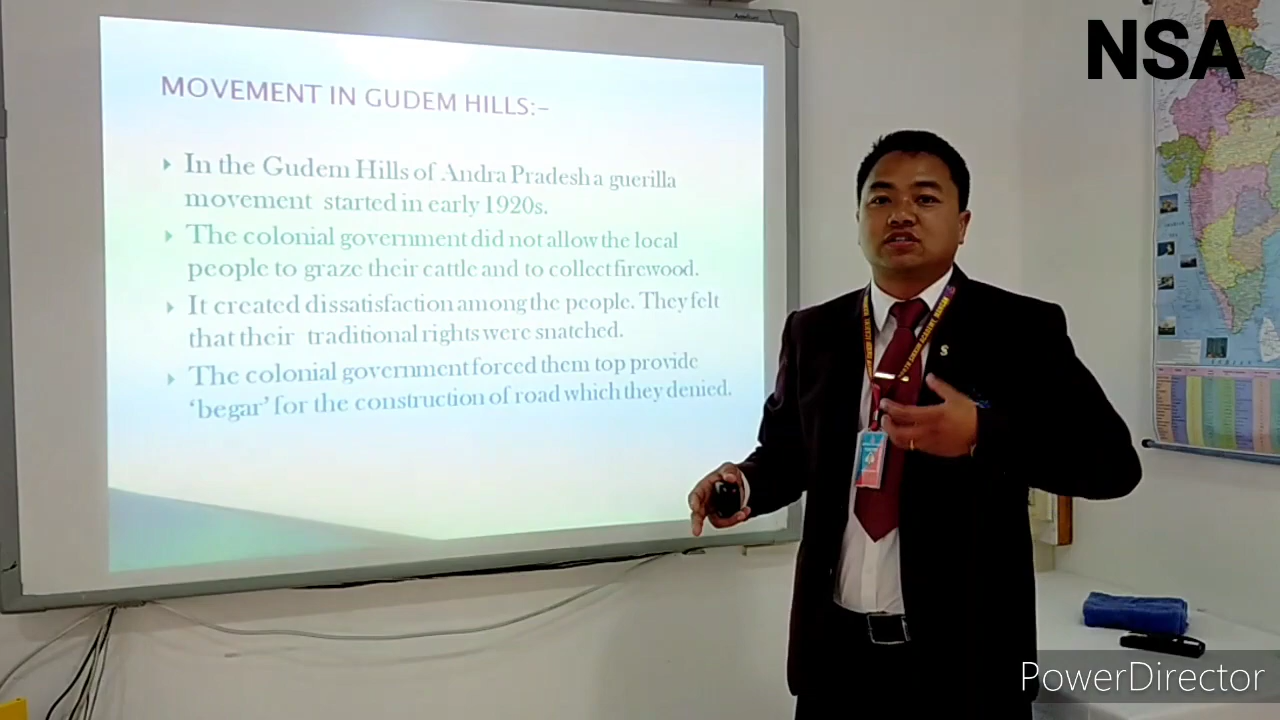 NSA
MOVEMENT IN GUDEM HILLS:-
In the Gudem Hills of Andra Pradesh a guerilla
movement started in early 1920s.
The colonial government did not allow the local
people to graze their cattle and to collect firewood.
It created dissatisfaction among the people. They felt
that their traditional rights were snatched.
The colonial government forced them top provide
‘begar’ for the construction of road which they denied.
PowerDirector